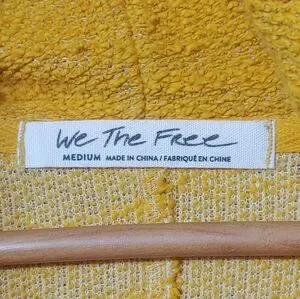 We The Free
MEDIUM MADE IN CHINA / FABRIQUÉ EN CHINE